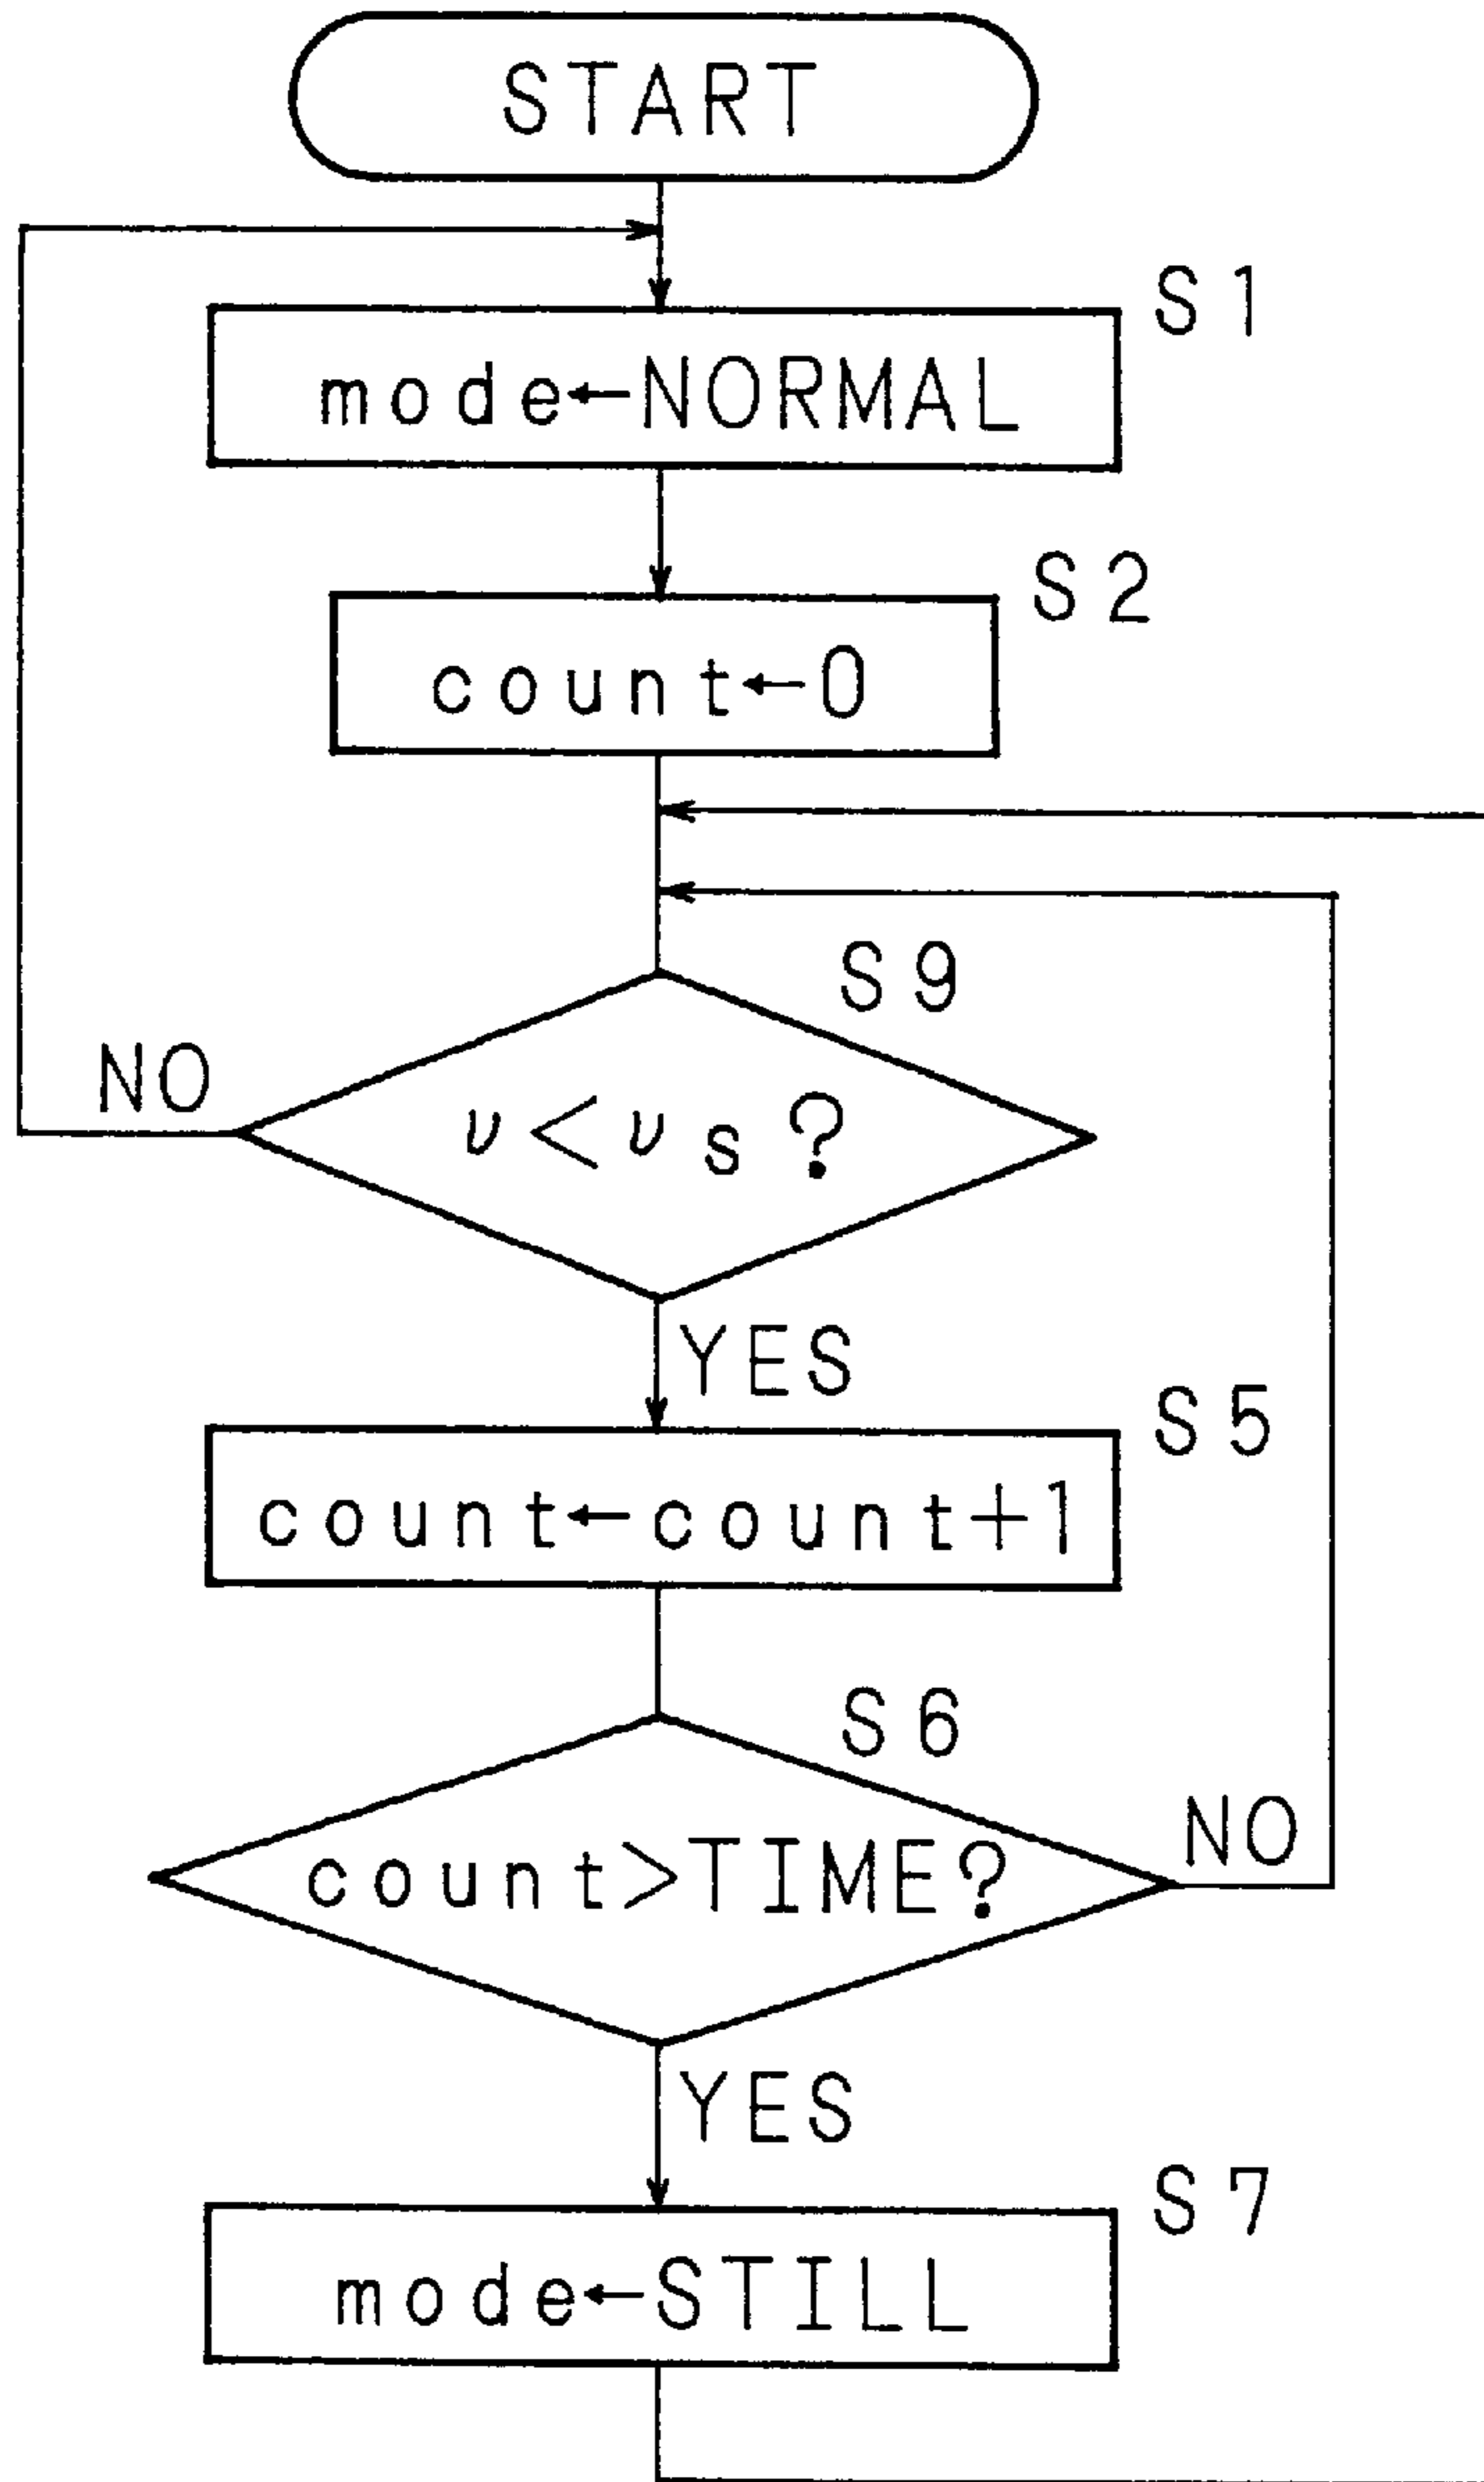 START
S1
mode←NORMAL
S2
count←0
S9
NO
ν<νs?
YES
S5
count←count+1
S6
NO
count>TIME?
YES
S7
mode←STILL